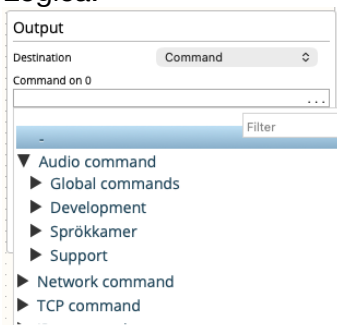 Output
Destination Command
Command on 0
...
Filter
-
Audio command
Global commands
Development
Sprökkamer
Support
Network command
TCP command